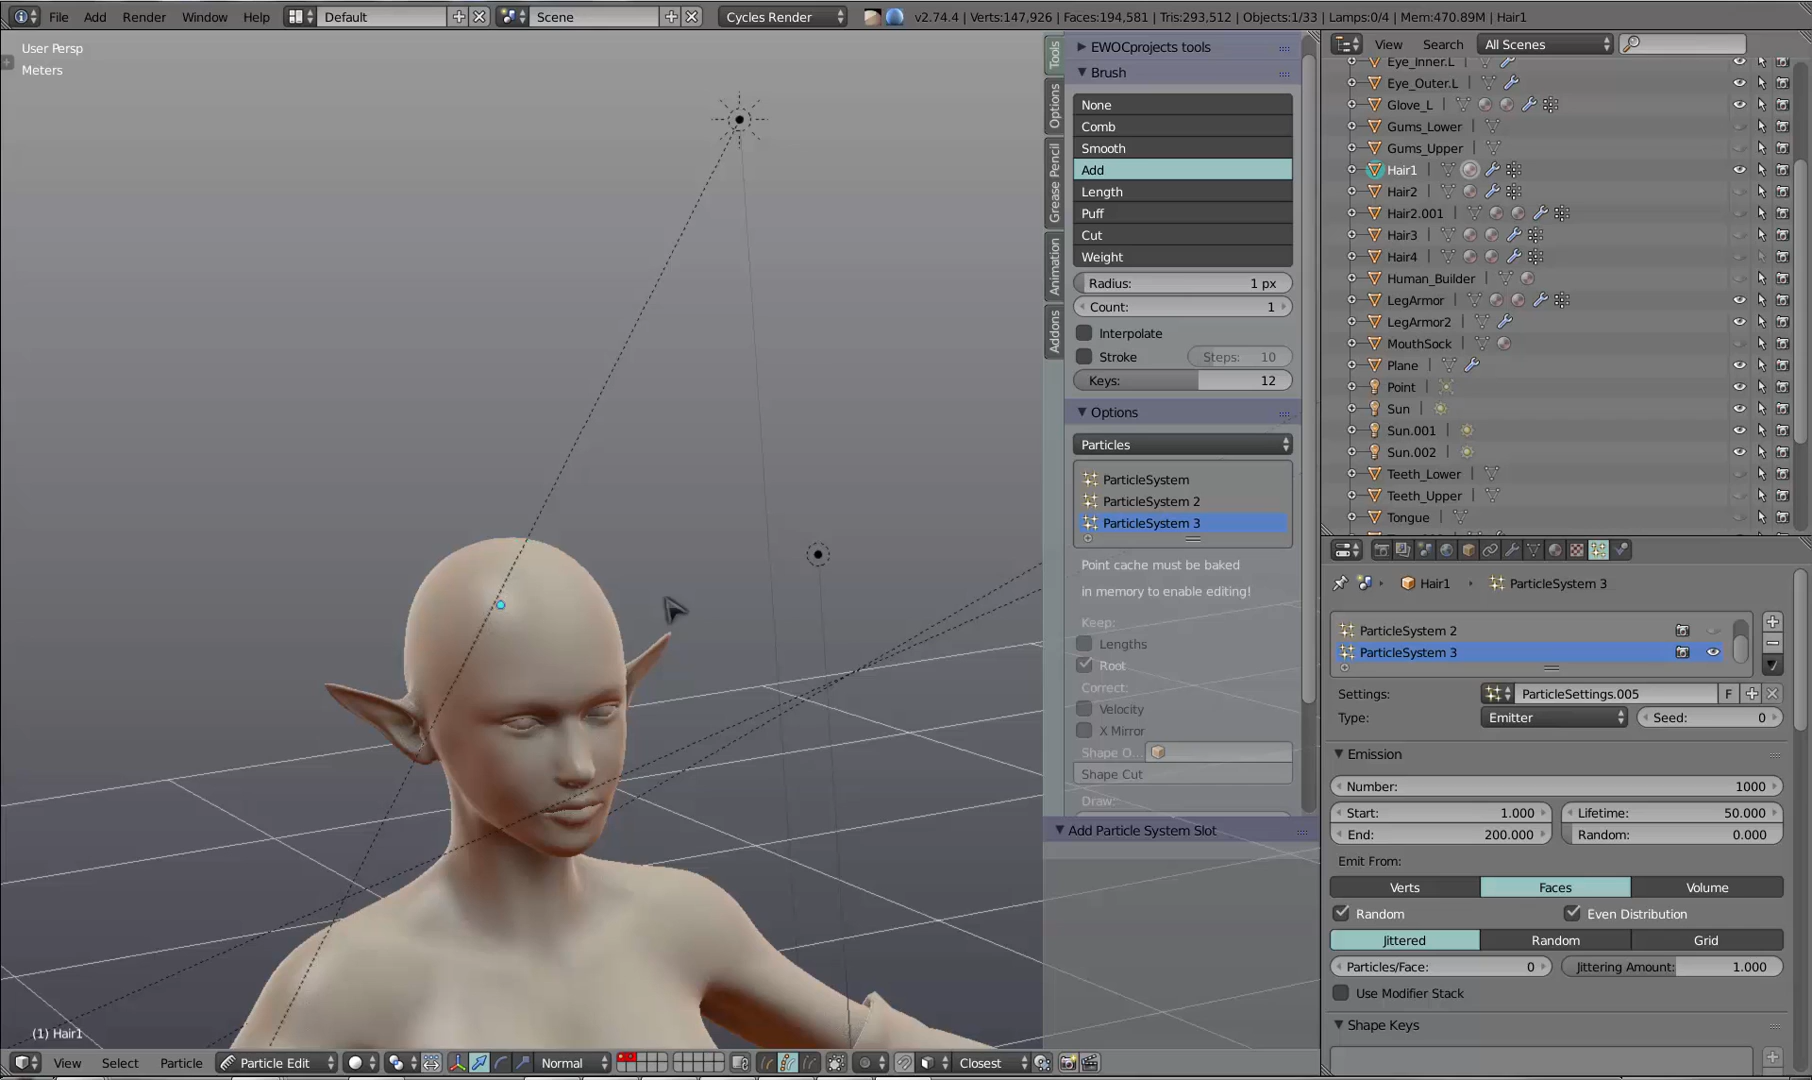 File Add Render Window Help Default Scene Cycles Render v2.74.4 | Verts:147,926 | Faces:194,581 | Tris:293,512 | Objects:1/33 | Lamps:0/4 | Mem:470.89M | Hair1
User Persp
Meters
(1) Hair1
Tools
Options
Grease Pencil
Animation
Addons
EWOCprojects tools
Brush
None
Comb
Smooth
Add
Length
Puff
Cut
Weight
Radius: 1 px
Count: 1
Interpolate
Stroke Steps: 10
Keys: 12
Options
Particles
ParticleSystem
ParticleSystem 2
ParticleSystem 3
Point cache must be baked
in memory to enable editing!
Keep:
Lengths
Root
Correct:
Velocity
X Mirror
Shape O...
Shape Cut
Draw:
Add Particle System Slot
View Search All Scenes
Eye_Inner.L
Eye_Outer.L
Glove_L
Gums_Lower
Gums_Upper
Hair1
Hair2
Hair2.001
Hair3
Hair4
Human_Builder
LegArmor
LegArmor2
MouthSock
Plane
Point
Sun
Sun.001
Sun.002
Teeth_Lower
Teeth_Upper
Tongue
Hair1 ParticleSystem 3
ParticleSystem 2
ParticleSystem 3
Settings: ParticleSettings.005 F
Type: Emitter Seed: 0
Emission
Number: 1000
Start: 1.000 Lifetime: 50.000
End: 200.000 Random: 0.000
Emit From:
Verts Faces Volume
Random Even Distribution
Jittered Random Grid
Particles/Face: 0 Jittering Amount: 1.000
Use Modifier Stack
Shape Keys
View Select Particle Particle Edit Normal Closest